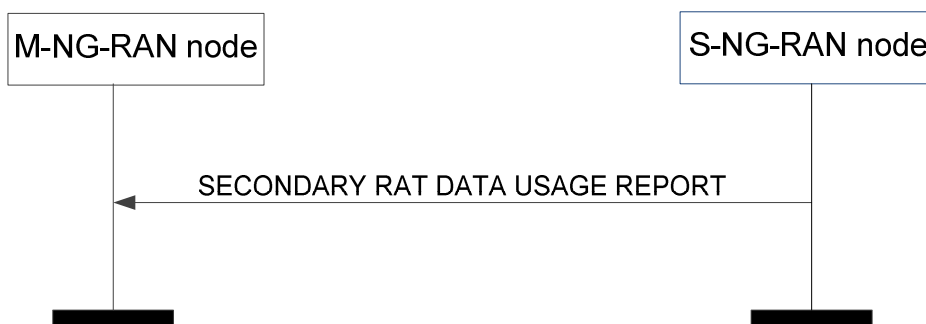 M-NG-RAN node
S-NG-RAN node
SECONDARY RAT DATA USAGE REPORT